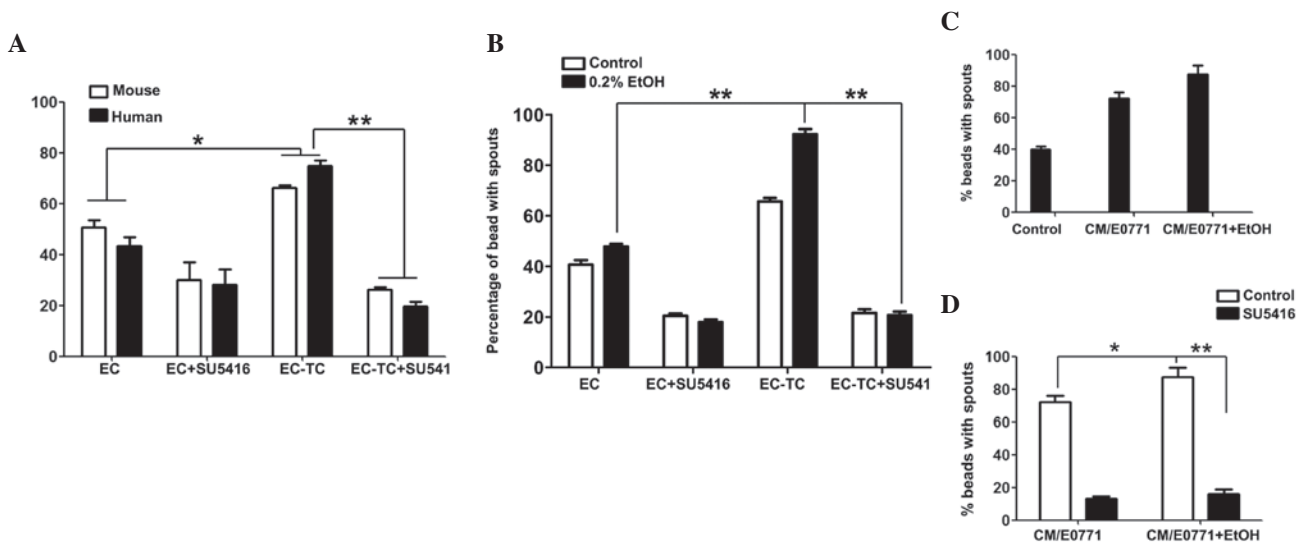 A
Mouse
Human
100
80
60
40
20
0
*
**
EC
EC+SU5416
EC-TC
EC-TC+SU541
B
Control
0.2% EtOH
Percentage of bead with spouts
100
80
60
40
20
0
**
**
EC
EC+SU5416
EC-TC
EC-TC+SU541
C
% beads with spouts
100
80
60
40
20
0
Control
CM/E0771
CM/E0771+EtOH
D
Control
SU5416
% beads with spouts
100
80
60
40
20
0
*
**
CM/E0771
CM/E0771+EtOH